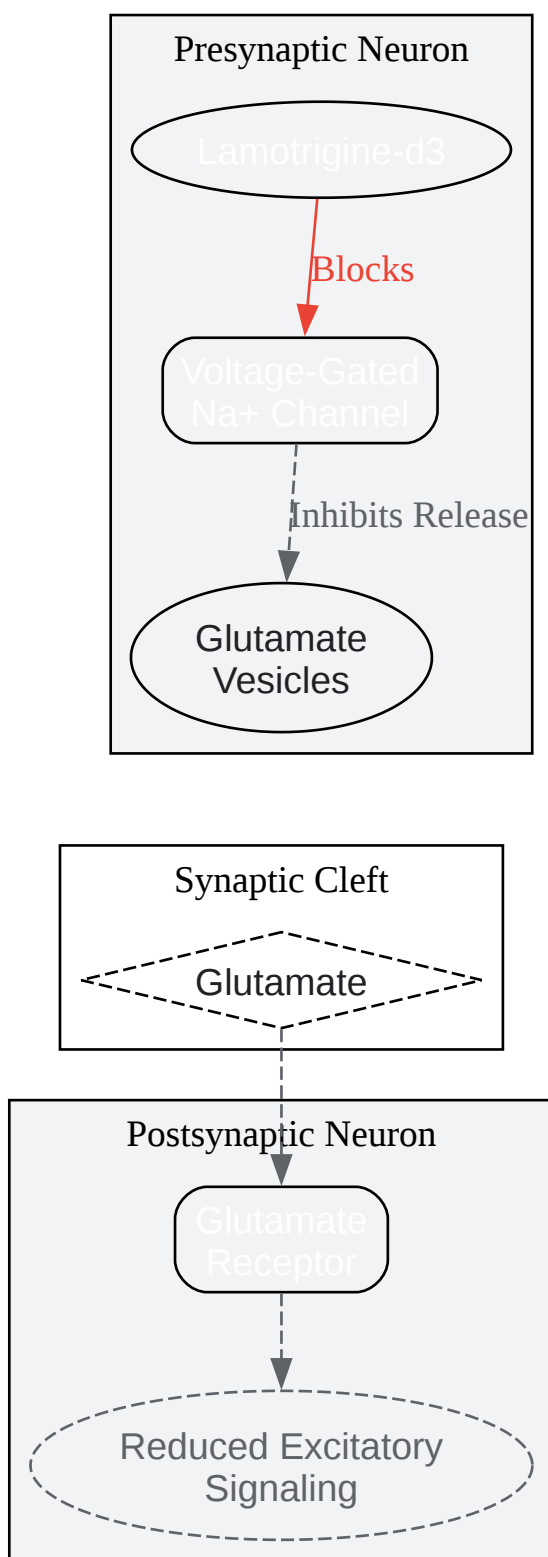 Presynaptic Neuron
Lamotrigine-d3
Blocks
Voltage-Gated
Na+ Channel
Inhibits Release
Glutamate
Vesicles
Synaptic Cleft
Glutamate
Postsynaptic Neuron
Glutamate
Receptor
Reduced Excitatory
Signaling